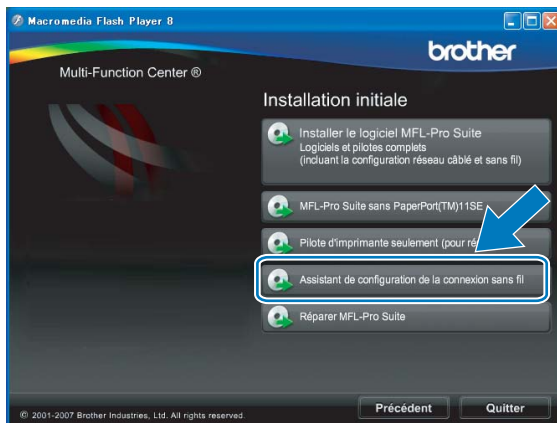 Macromedia Flash Player 8
brother
Multi-Function Center ®
Installation initiale
Installer le logiciel MFL-Pro Suite
Logiciels et pilotes complets
(incluant la configuration réseau câblé et sans fil)
MFL-Pro Suite sans PaperPort(TM)11SE
Pilote d'imprimante seulement (pour
Assistant de configuration de la connexion sans fil
Réparer MFL-Pro Suite
Précédent
Quitter
© 2001-2007 Brother Industries, Ltd. All rights reserved.